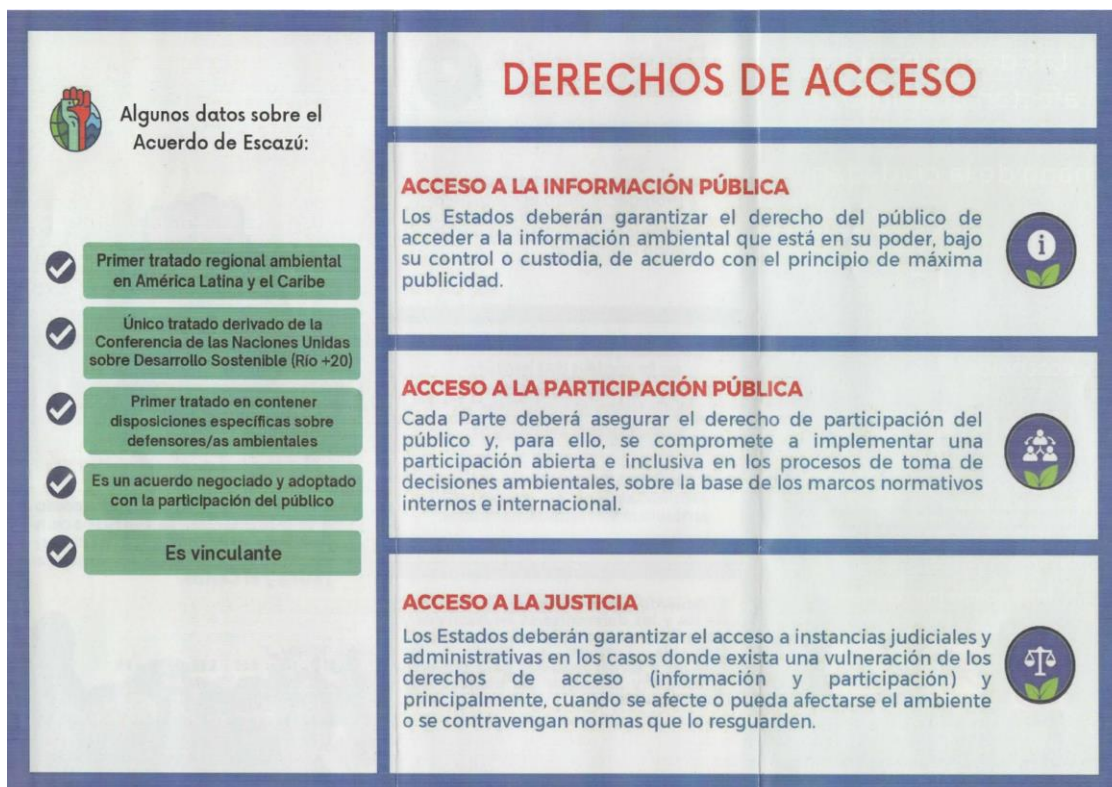 Algunos datos sobre el
Acuerdo de Escazú:
Primer tratado regional ambiental
en América Latina y el Caribe
Único tratado derivado de la
Conferencia de las Naciones Unidas
sobre Desarrollo Sostenible (Río +20)
Primer tratado en contener
disposiciones específicas sobre
defensores/as ambientales
Es un acuerdo negociado y adoptado
con la participación del público
Es vinculante
DERECHOS DE ACCESO
ACCESO A LA INFORMACIÓN PÚBLICA
Los Estados deberán garantizar el derecho del público de
acceder a la información ambiental que está en su poder, bajo
su control o custodia, de acuerdo con el principio de máxima
publicidad.
ACCESO A LA PARTICIPACIÓN PÚBLICA
Cada Parte deberá asegurar el derecho de participación del
público y, para ello, se compromete a implementar una
participación abierta e inclusiva en los procesos de toma de
decisiones ambientales, sobre la base de los marcos normativos
internos e internacional.
ACCESO A LA JUSTICIA
Los Estados deberán garantizar el acceso a instancias judiciales y
administrativas en los casos donde exista una vulneración de los
derechos de acceso (información y participación) y
principalmente, cuando se afecte o pueda afectarse el ambiente
o se contravengan normas que lo resguarden.